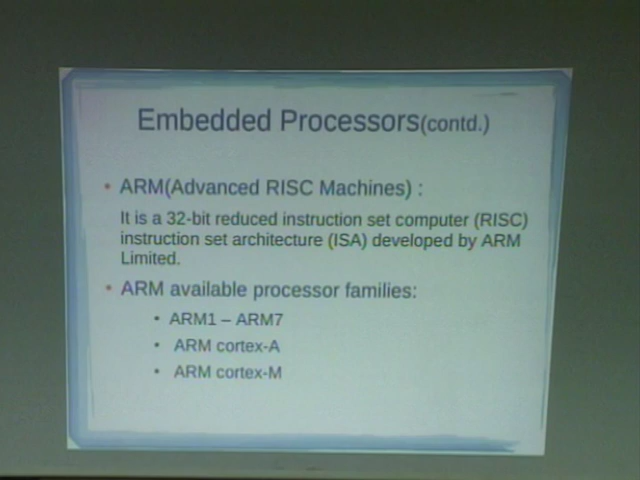 Embedded Processors(contd.)
• ARM(Advanced RISC Machines) :
It is a 32-bit reduced instruction set computer (RISC)
instruction set architecture (ISA) developed by ARM
Limited.
• ARM available processor families:
• ARM1 – ARM7
• ARM cortex-A
• ARM cortex-M